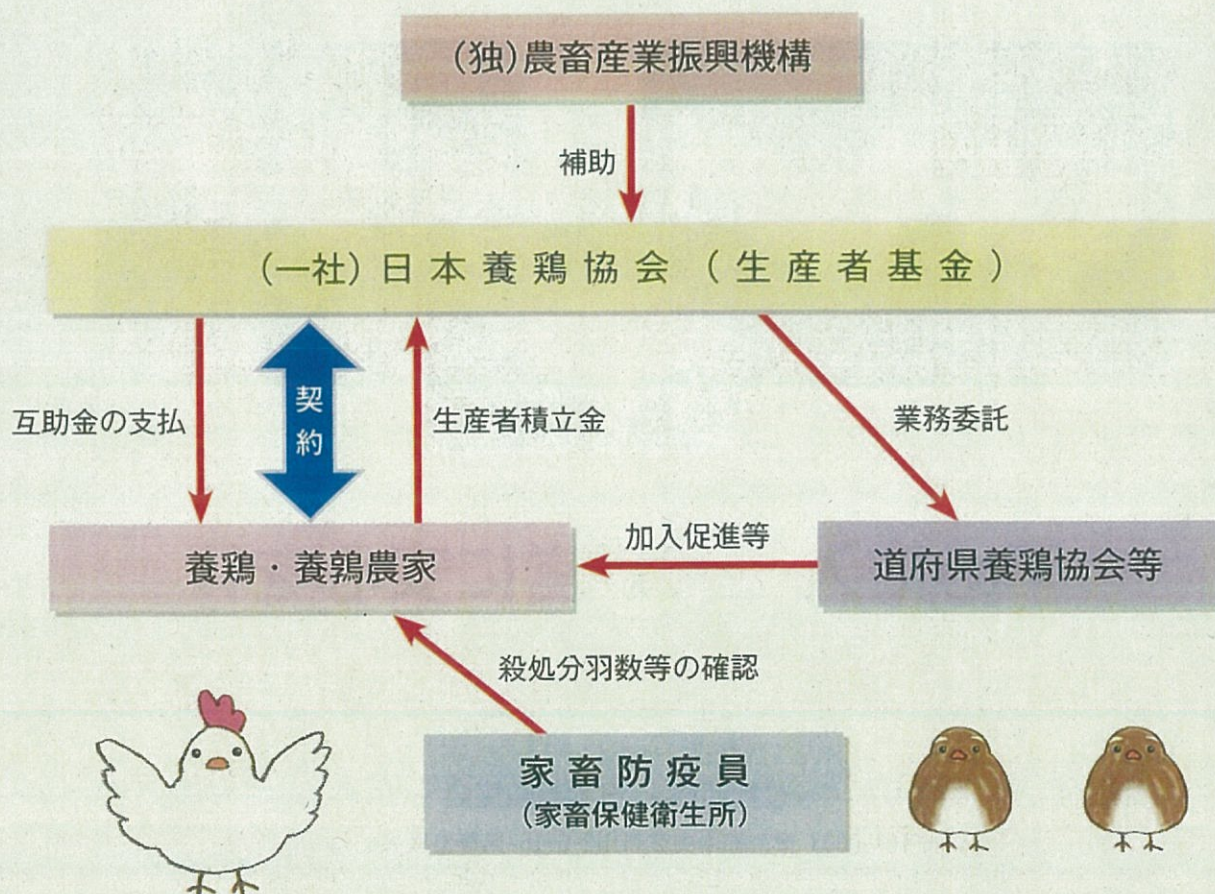 (独)農畜産業振興機構
補助
(一社)日本養鶏協会(生産者基金)
互助金の支払
契約
生産者積立金
業務委託
養鶏・養鶉農家
加入促進等
道府県養鶏協会等
殺処分羽数等の確認
家畜防疫員
(家畜保健衛生所)